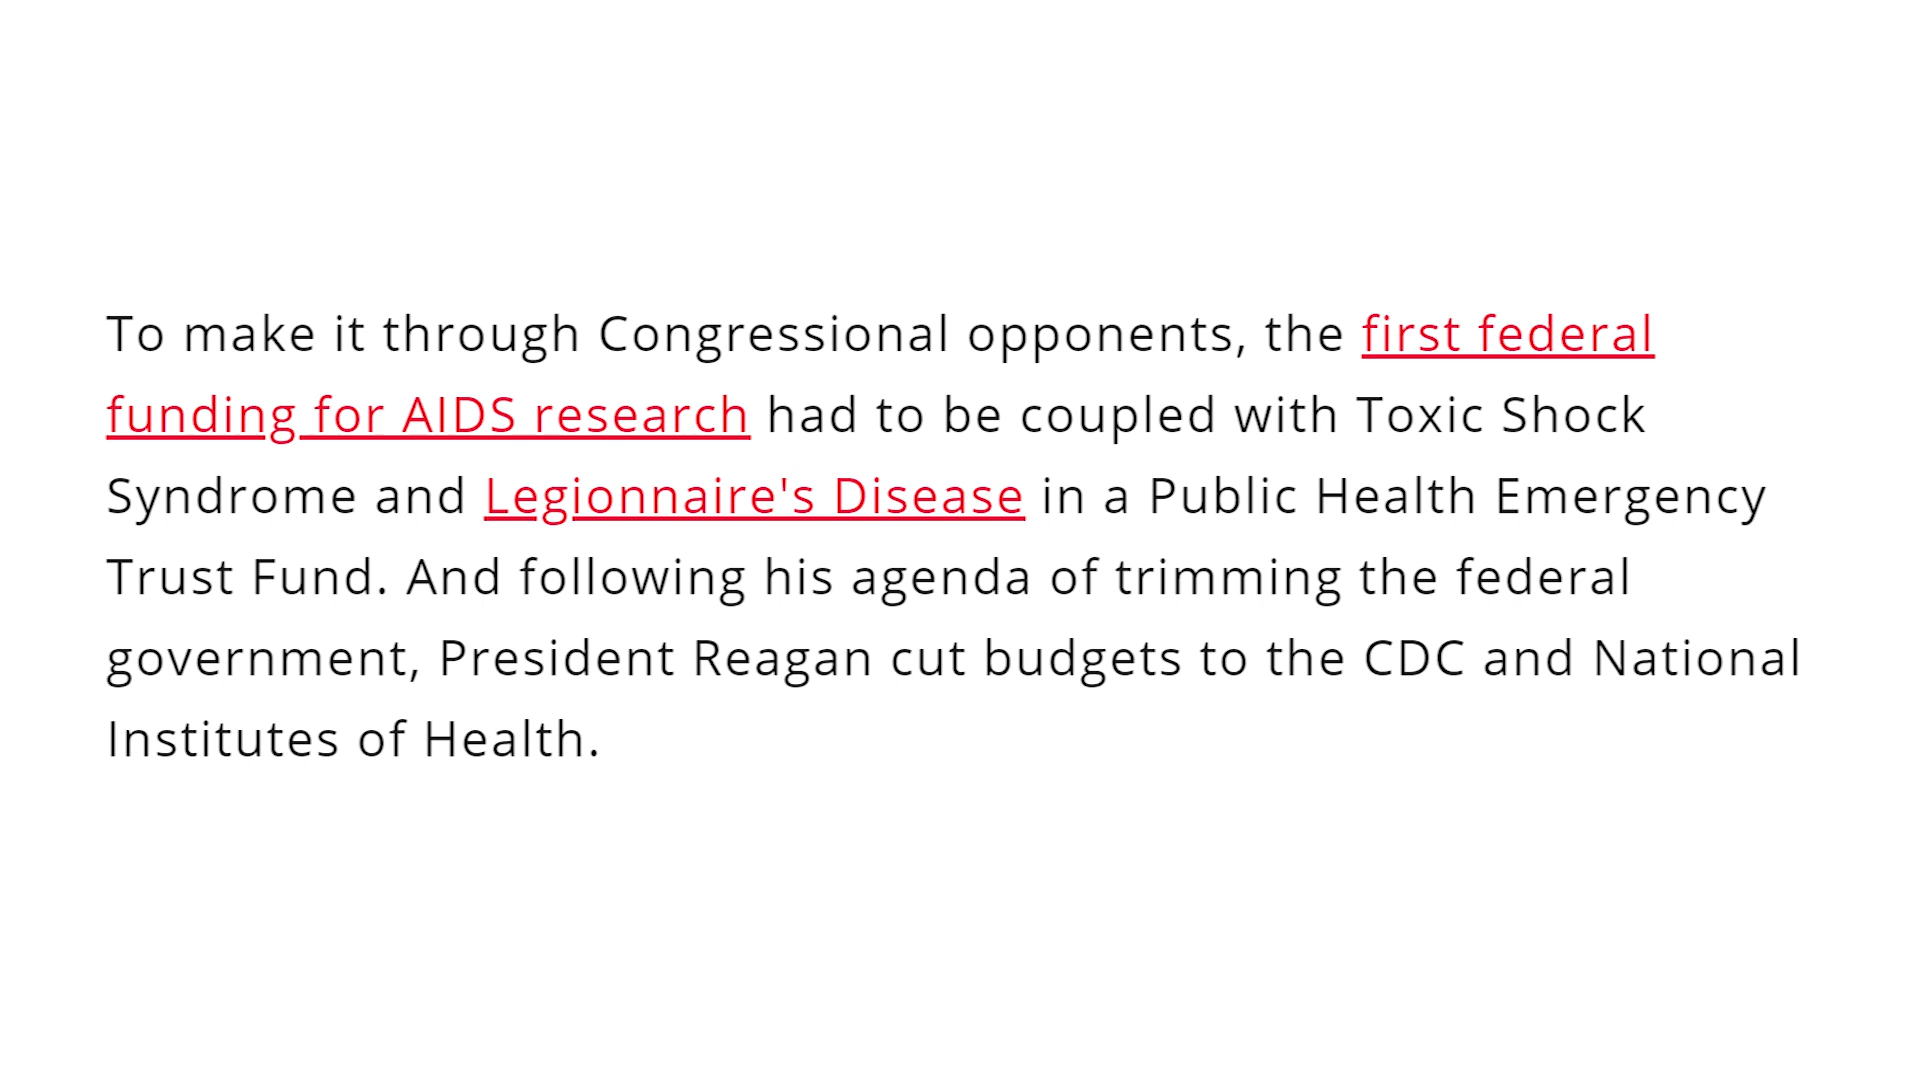 To make it through Congressional opponents, the first federal
funding for AIDS research had to be coupled with Toxic Shock
Syndrome and Legionnaire's Disease in a Public Health Emergency
Trust Fund. And following his agenda of trimming the federal
government, President Reagan cut budgets to the CDC and National
Institutes of Health.